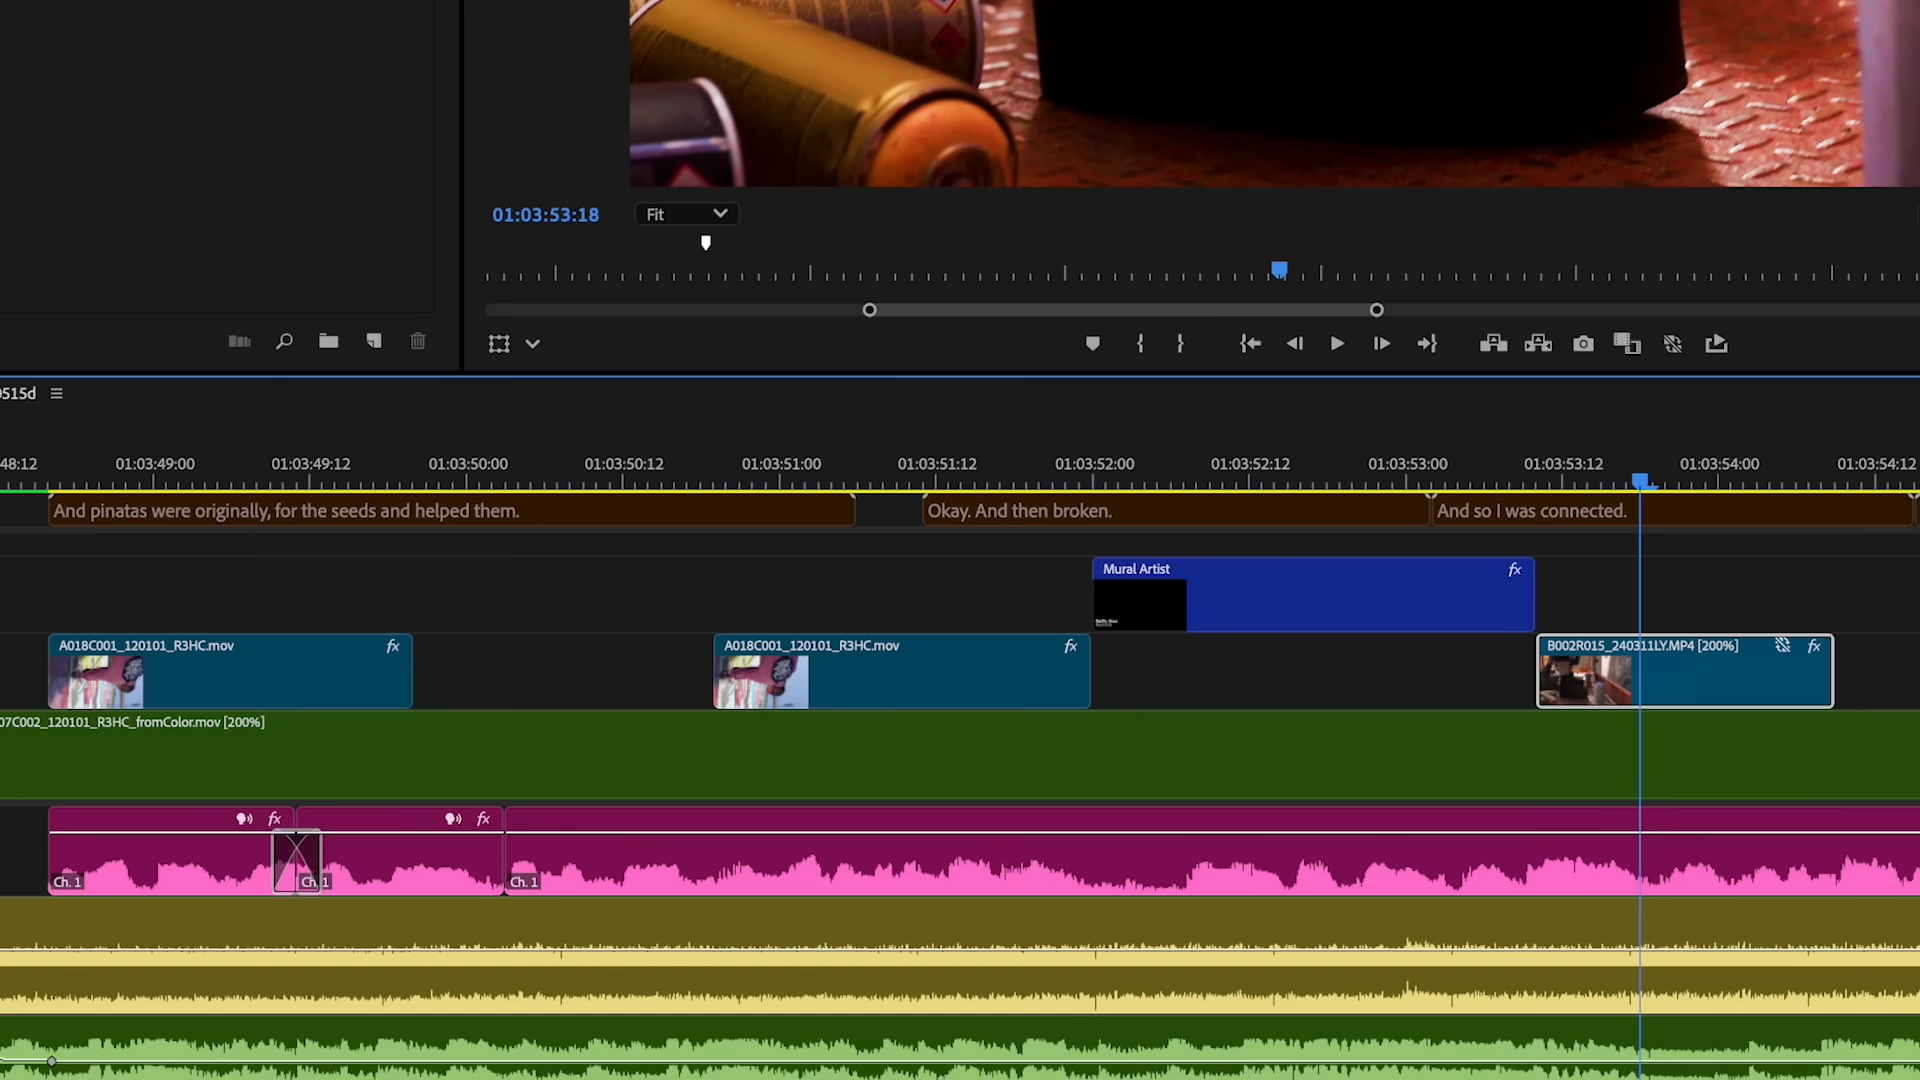 01:03:53:18
Fit
0515d
48:12 01:03:49:00 01:03:49:12 01:03:50:00 01:03:50:12 01:03:51:00 01:03:51:12 01:03:52:00 01:03:52:12 01:03:53:00 01:03:53:12 01:03:54:00 01:03:54:12
And pinatas were originally, for the seeds and helped them.
Okay. And then broken.
And so I was connected.
Mural Artist fx
A018C001_120101_R3HC.mov fx
A018C001_120101_R3HC.mov fx
B002R015_240311LY.MP4 [200%] fx
07C002_120101_R3HC_fromColor.mov [200%]
fx
fx
Ch. 1
Ch. 1
Ch. 1